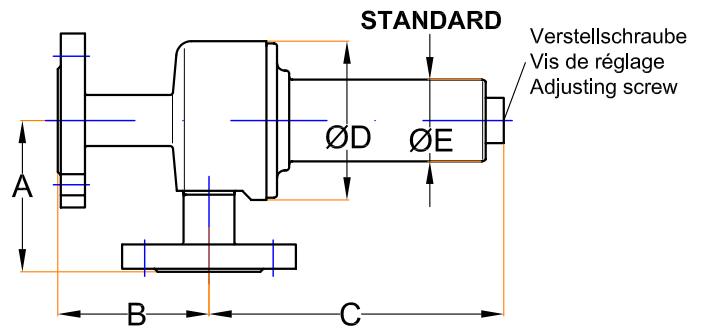 STANDARD
Verstellschraube
Vis de réglage
Adjusting screw
ØD
ØE
A
B
C